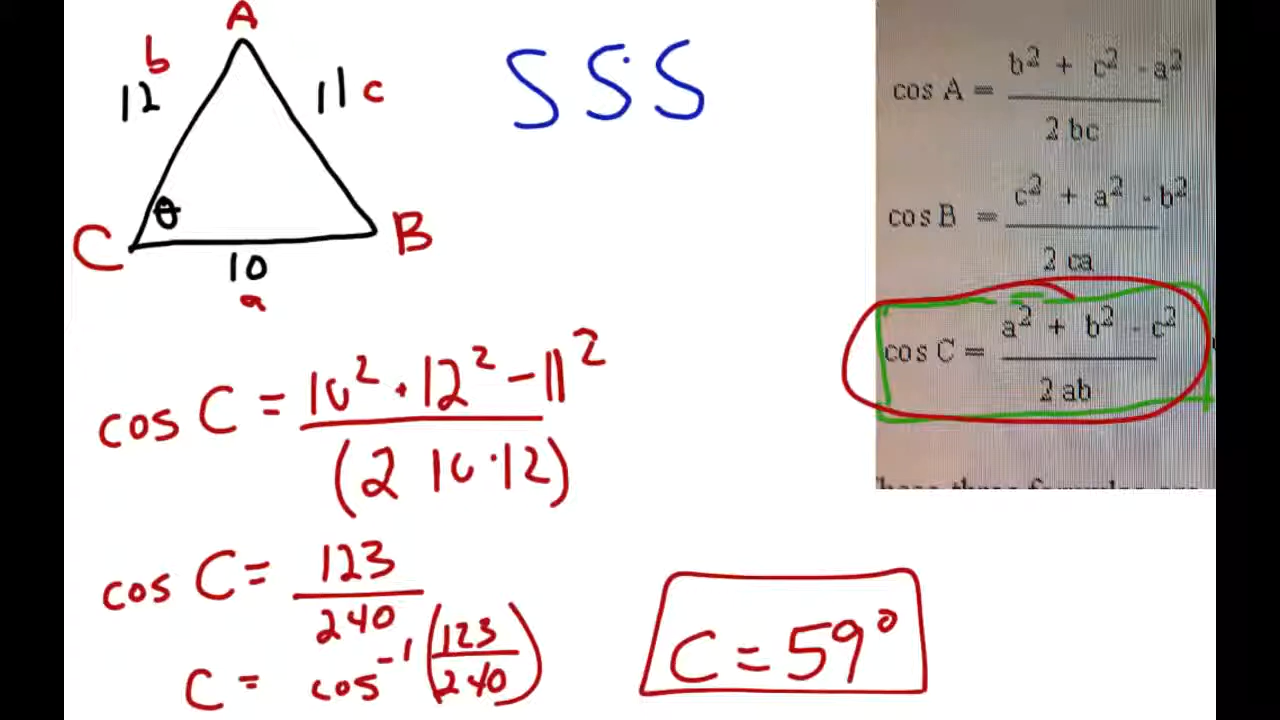 A
b
12
11 c
θ
C
B
10
a
SSS
cos A = b² + c² - a² / 2 bc
cos B = c² + a² - b² / 2 ca
cos C = a² + b² - c² / 2 ab
cos C = 10² + 12² - 11² / (2 10·12)
cos C = 123 / 240
C = cos⁻¹ (123 / 240)
C = 59°